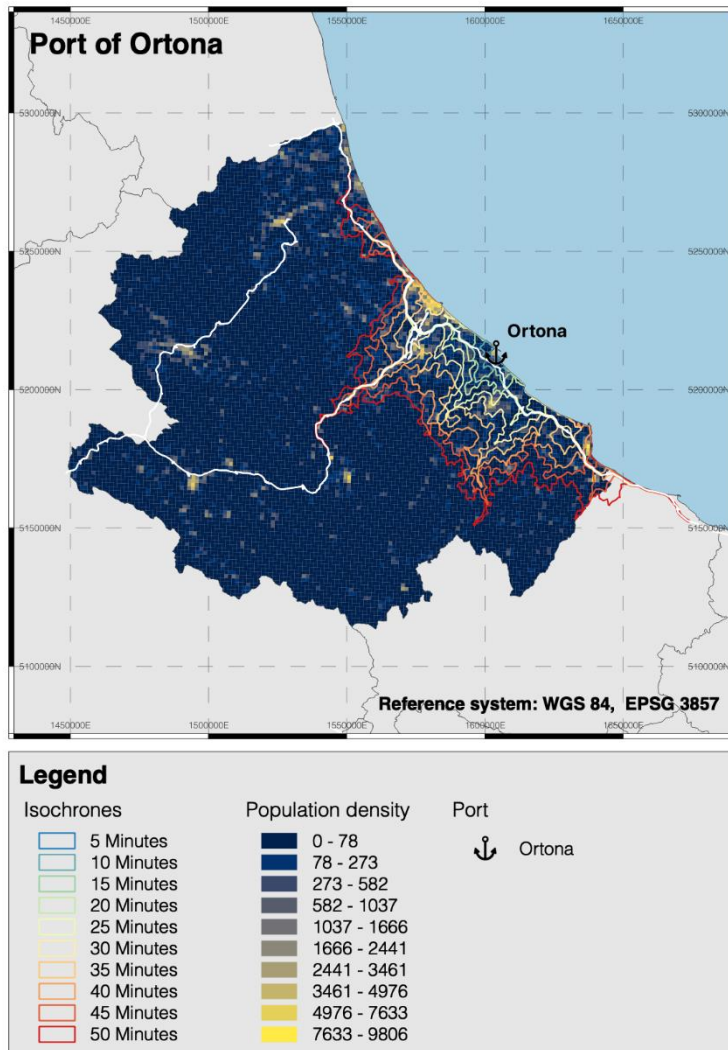 1450000E 1500000E 1550000E 1600000E 1650000E
Port of Ortona
5300000N 5300000N
5250000N 5250000N
Ortona
5200000N 5200000N
5150000N 5150000N
5100000N 5100000N
Reference system: WGS 84, EPSG 3857
1450000E 1500000E 1550000E 1600000E 1650000E
Legend
Isochrones
5 Minutes
10 Minutes
15 Minutes
20 Minutes
25 Minutes
30 Minutes
35 Minutes
40 Minutes
45 Minutes
50 Minutes
Population density
0 - 78
78 - 273
273 - 582
582 - 1037
1037 - 1666
1666 - 2441
2441 - 3461
3461 - 4976
4976 - 7633
7633 - 9806
Port
Ortona